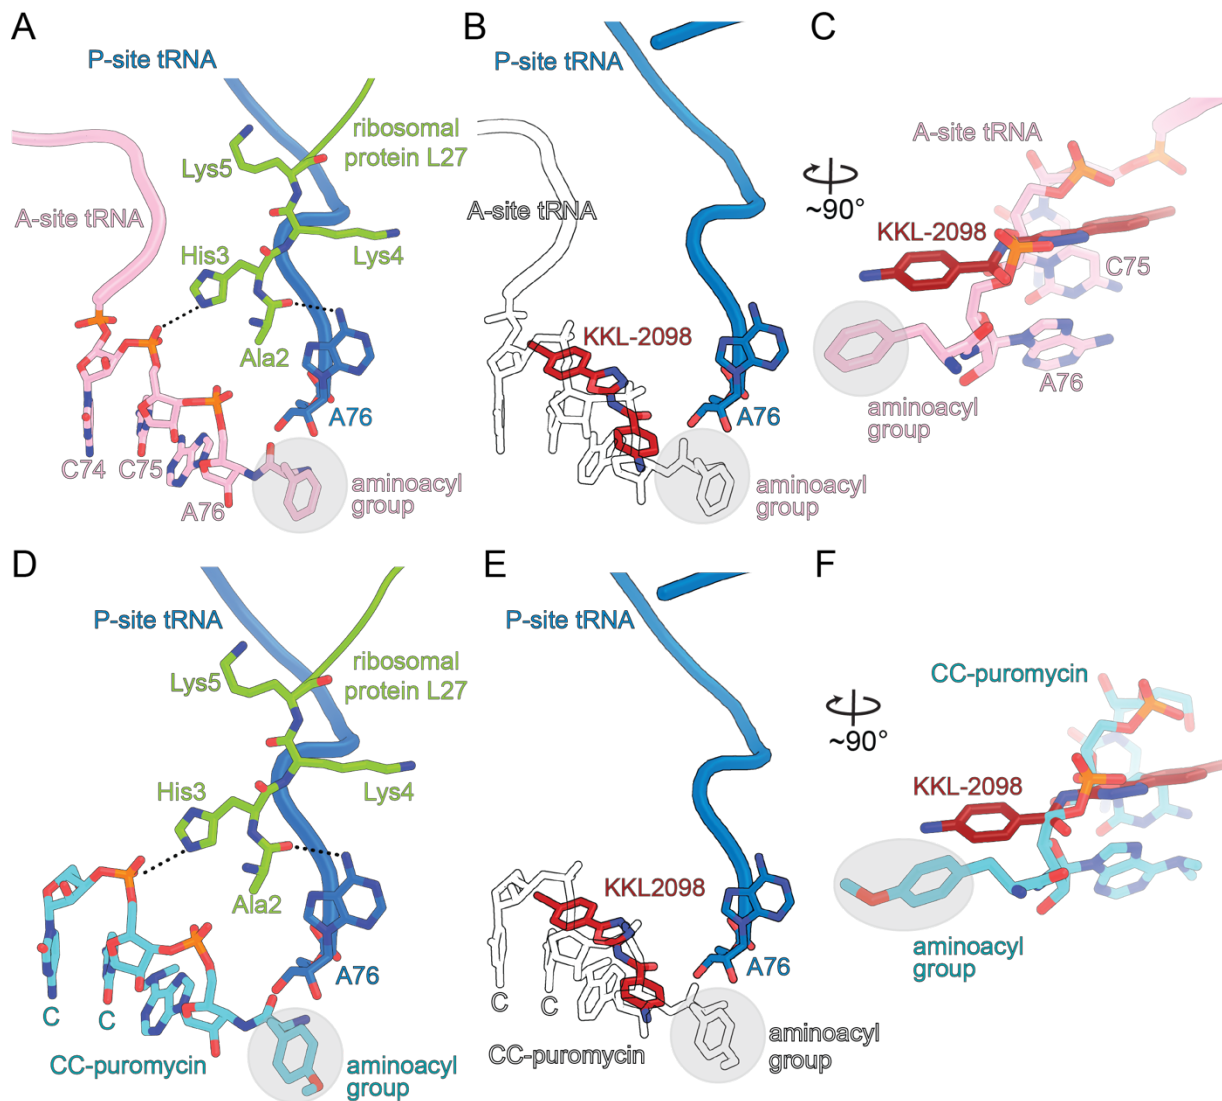 A
P-site tRNA
ribosomal
protein L27
Lys5
A-site tRNA
His3
Lys4
Ala2
A76
C74
C75
A76
aminoacyl
group
B
P-site tRNA
A-site tRNA
KKL-2098
A76
aminoacyl
group
C
A-site tRNA
~90°
KKL-2098
C75
A76
aminoacyl
group
D
P-site tRNA
ribosomal
protein L27
Lys5
His3
Lys4
Ala2
A76
C
C
CC-puromycin
aminoacyl
group
E
P-site tRNA
KKL2098
A76
C
C
CC-puromycin
aminoacyl
group
F
CC-puromycin
~90°
KKL-2098
aminoacyl
group